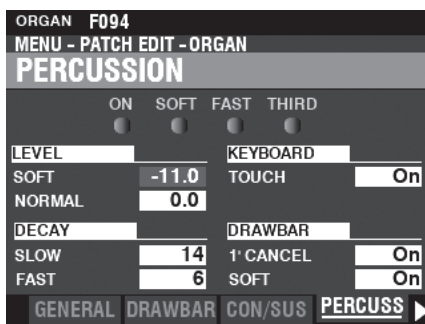 ORGAN F094
MENU - PATCH EDIT - ORGAN
PERCUSSION
ON SOFT FAST THIRD
LEVEL KEYBOARD
SOFT -11.0 TOUCH On
NORMAL 0.0
DECAY DRAWBAR
SLOW 14 1' CANCEL On
FAST 6 SOFT On
GENERAL DRAWBAR CON/SUS PERCUSS